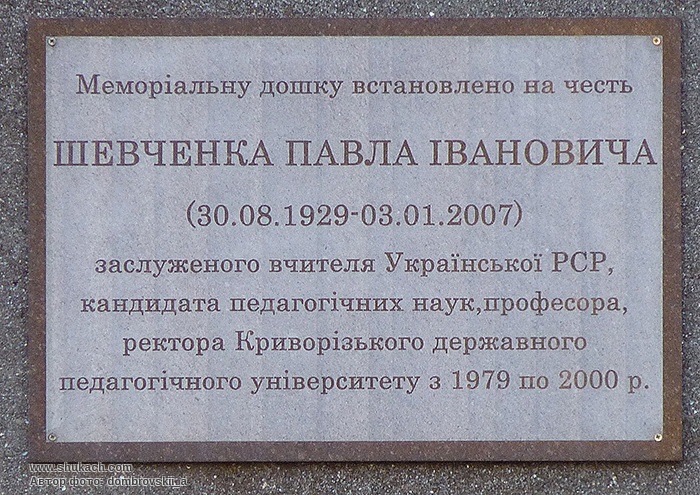 Меморіальну дошку встановлено на честь
ШЕВЧЕНКА ПАВЛА ІВАНОВИЧА
(30.08.1929-03.01.2007)
заслуженого вчителя Української РСР,
кандидата педагогічних наук,професора,
ректора Криворізького державного
педагогічного університету з 1979 по 2000 р.
www.shukach.com
Автор фото: dombrovskii_a